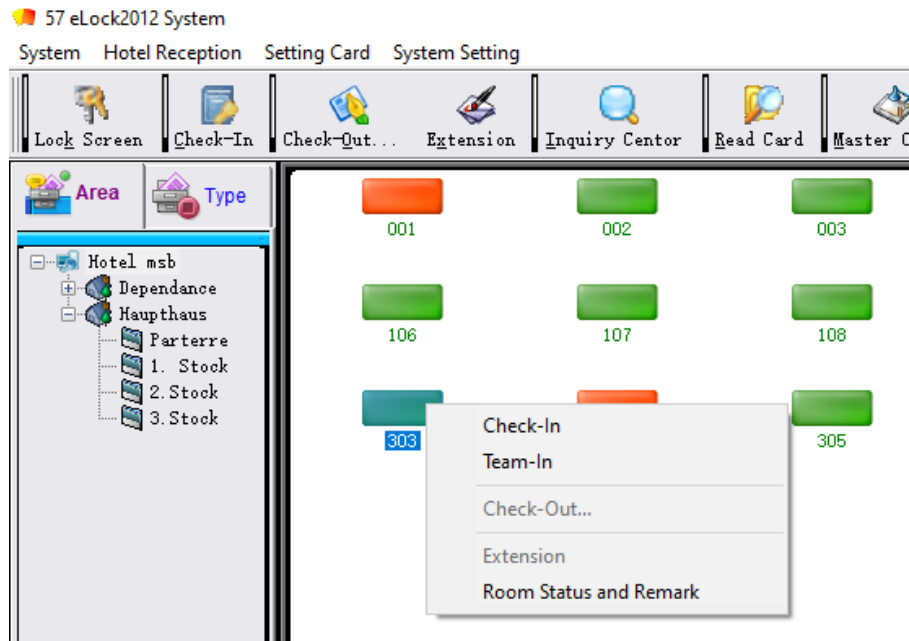 57 eLock2012 System
System Hotel Reception Setting Card System Setting
Lock Screen Check-In Check-Out... Extension Inquiry Centor Read Card Master
Area Type
001 002 003
Hotel msb
Dependance
Haupthaus
Parterre
1. Stock
2.Stock
3.Stock
106 107 108
303 305
Check-In
Team-In
Check-Out...
Extension
Room Status and Remark